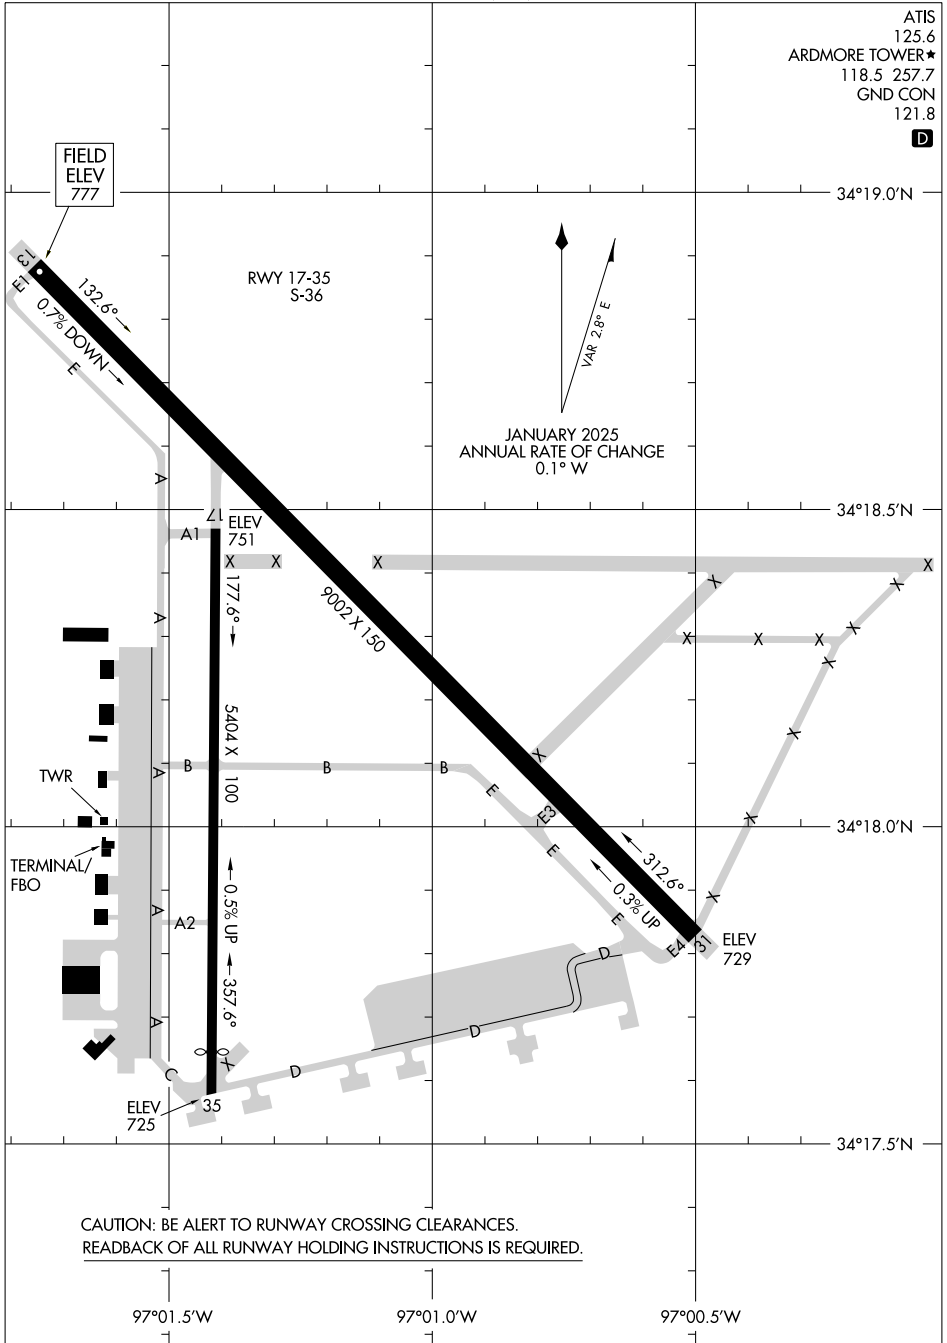 ATIS
125.6
ARDMORE TOWER★
118.5 257.7
GND CON
121.8
D
FIELD
ELEV
777
34°19.0'N
13
E1
132.6°
0.7% DOWN
E
RWY 17-35
S-36
VAR 2.8° E
JANUARY 2025
ANNUAL RATE OF CHANGE
0.1° W
A
34°18.5'N
17
ELEV
751
A1
X
X
X
X
177.6°
9002 X 150
X
X
A
X
X
X
X
X
5404 X 100
X
X
B
B
B
A
E
TWR
E3
X
34°18.0'N
TERMINAL/
FBO
E
312.6°
0.3% UP
0.5% UP
X
A
A2
E
E4
31
ELEV
729
D
357.6°
A
D
X
C
D
ELEV
725
35
34°17.5'N
CAUTION: BE ALERT TO RUNWAY CROSSING CLEARANCES.
READBACK OF ALL RUNWAY HOLDING INSTRUCTIONS IS REQUIRED.
97°01.5'W
97°01.0'W
97°00.5'W